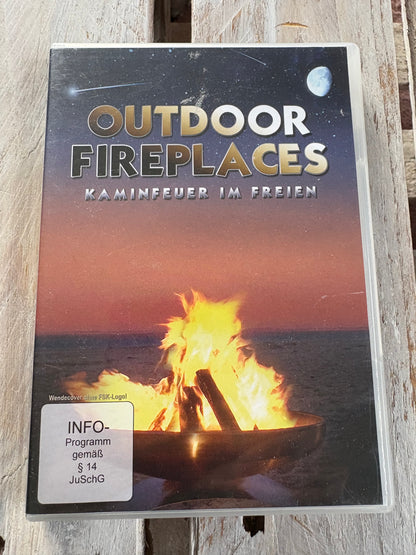 OUTDOOR
FIREPLACES
KAMINFEUER IM FREIEN
Wendecover ohne FSK-Logo!
INFO-
Programm
gemäß
§ 14
JuSchG